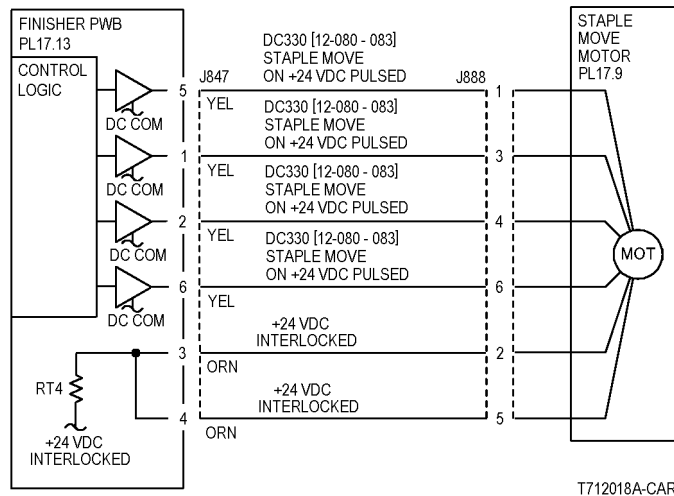 FINISHER PWB
PL17.13
CONTROL
LOGIC
DC COM
DC COM
DC COM
DC COM
RT4
+24 VDC
INTERLOCKED
5
1
2
6
3
4
J847
YEL
YEL
YEL
YEL
ORN
ORN
DC330 [12-080 - 083]
STAPLE MOVE
ON +24 VDC PULSED
DC330 [12-080 - 083]
STAPLE MOVE
ON +24 VDC PULSED
DC330 [12-080 - 083]
STAPLE MOVE
ON +24 VDC PULSED
DC330 [12-080 - 083]
STAPLE MOVE
ON +24 VDC PULSED
+24 VDC
INTERLOCKED
+24 VDC
INTERLOCKED
J888
1
3
4
6
2
5
STAPLE
MOVE
MOTOR
PL17.9
MOT
T712018A-CAR